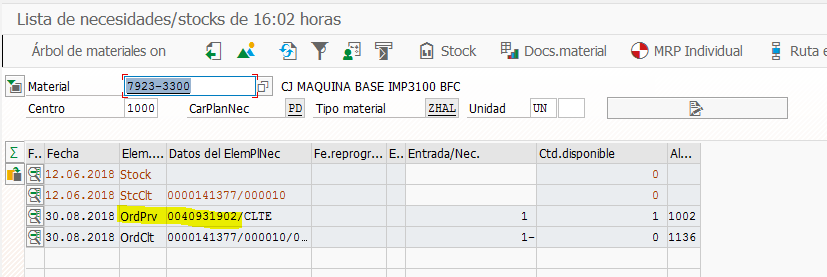 Lista de necesidades/stocks de 16:02 horas
Árbol de materiales on Stock Docs.material MRP Individual Ruta e
Material 7923-3300 CJ MAQUINA BASE IMP3100 BFC
Centro 1000 CarPlanNec PD Tipo material ZHAL Unidad UN
Σ F.. Fecha Elem.... Datos del ElemPlNec Fe.reprogr... E.. Entrada/Nec. Ctd.disponible Al...
12.06.2018 Stock 0
12.06.2018 StcClt 0000141377/000010 0
30.08.2018 OrdPrv 0040931902/CLTE 1 1 1002
30.08.2018 OrdClt 0000141377/000010/0... 1- 0 1136